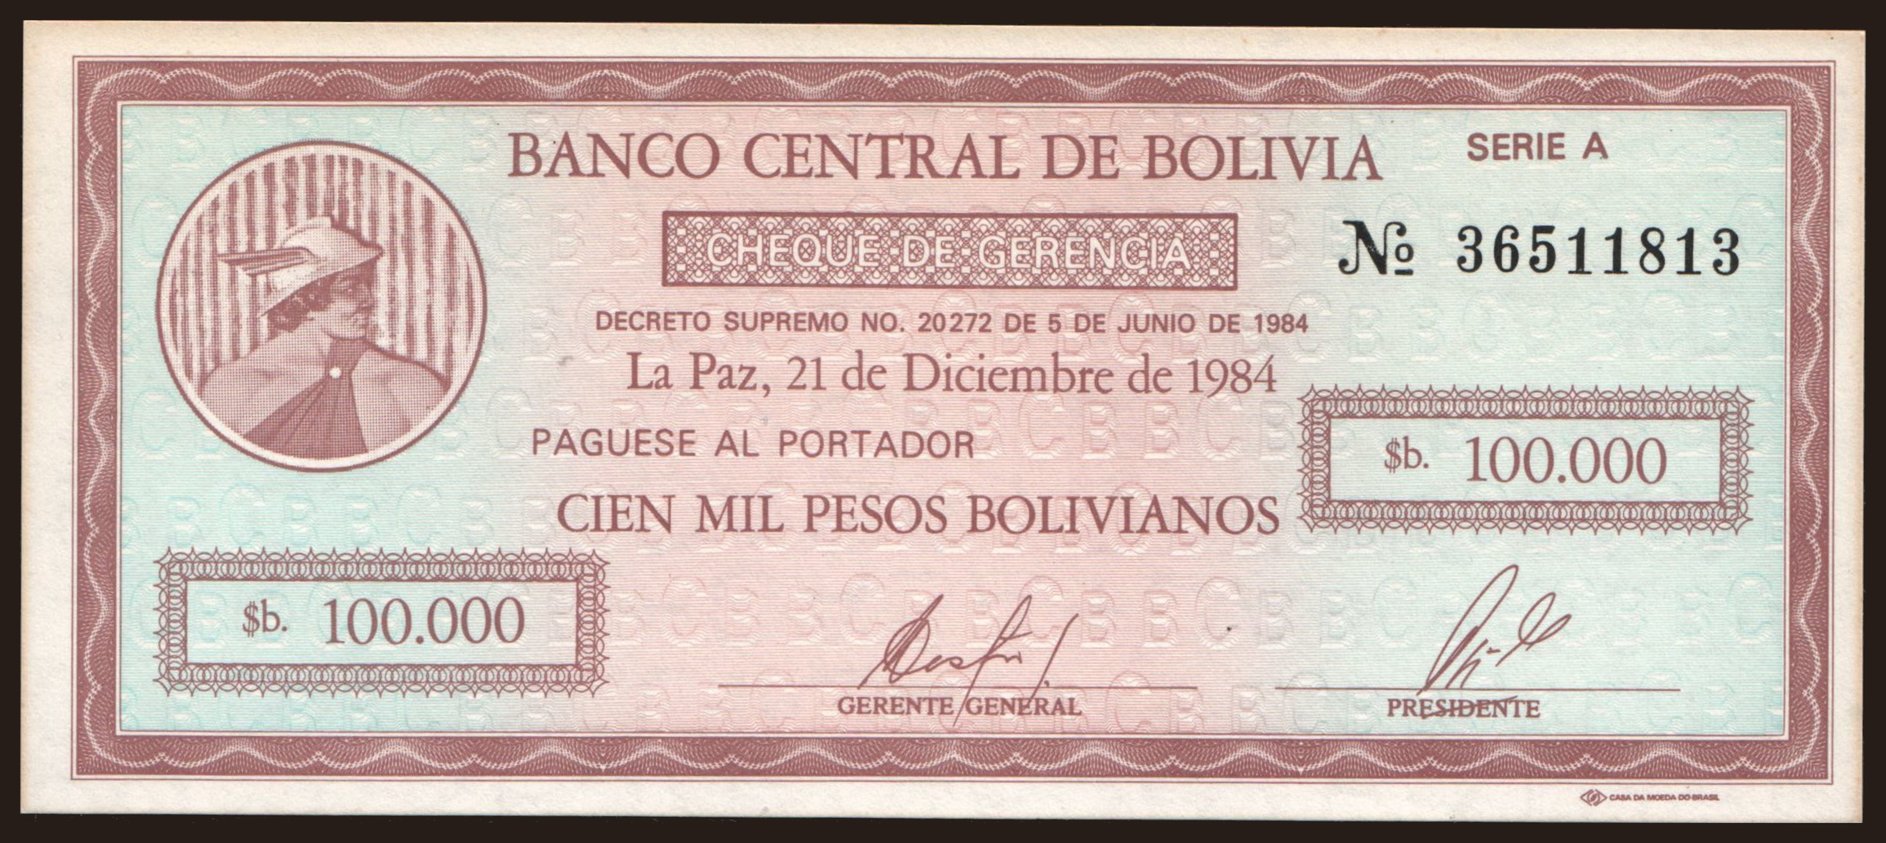 BANCO CENTRAL DE BOLIVIA
SERIE A
CHEQUE DE GERENCIA
Nº 36511813
DECRETO SUPREMO NO. 20272 DE 5 DE JUNIO DE 1984
La Paz, 21 de Diciembre de 1984
PAGUESE AL PORTADOR
$b. 100.000
CIEN MIL PESOS BOLIVIANOS
$b. 100.000
GERENTE GENERAL
PRESIDENTE
CASA DA MOEDA DO BRASIL